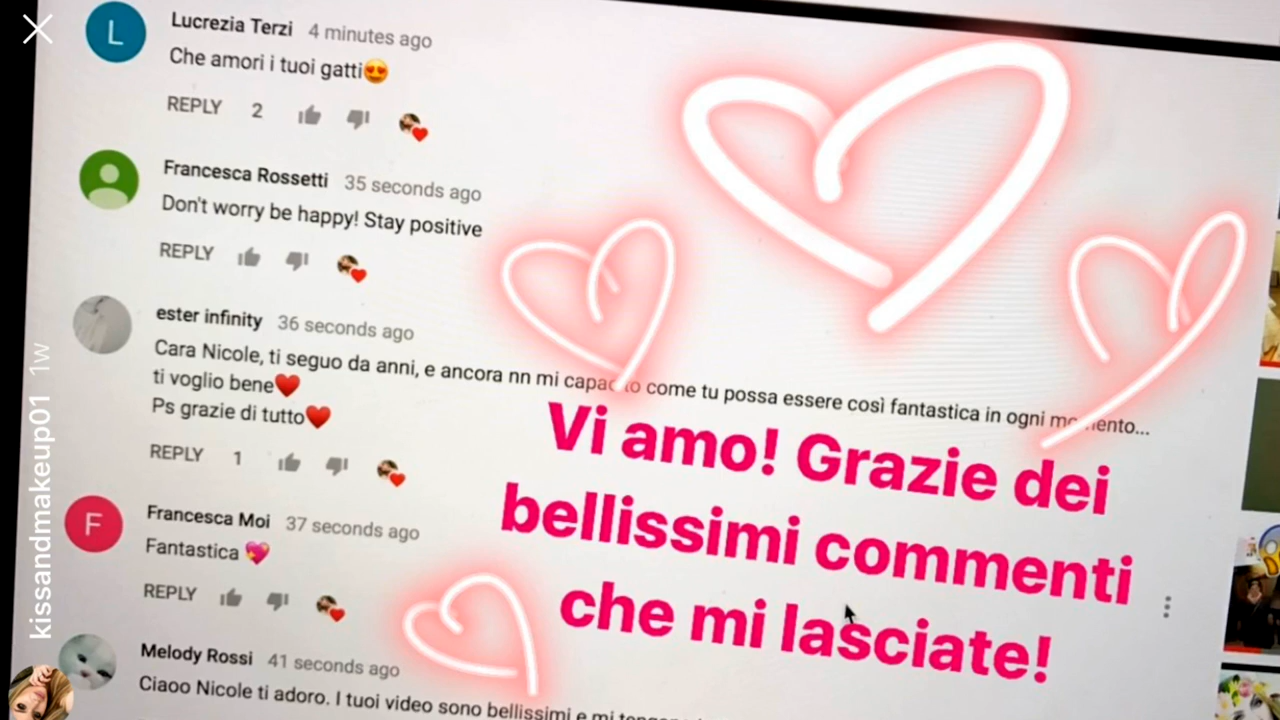 Lucrezia Terzi 4 minutes ago
Che amori i tuoi gatti😍
REPLY 2
Francesca Rossetti 35 seconds ago
Don't worry be happy! Stay positive
REPLY
ester infinity 36 seconds ago
Cara Nicole, ti seguo da anni, e ancora nn mi capacito come tu possa essere così fantastica in ogni momento...
ti voglio bene❤️
Ps grazie di tutto❤️
REPLY 1
Francesca Moi 37 seconds ago
Fantastica 💖
REPLY
Melody Rossi 41 seconds ago
Ciaoo Nicole ti adoro. I tuoi video sono bellissimi e mi
Vi amo! Grazie dei
bellissimi commenti
che mi lasciate!
kissandmakeup01 1w